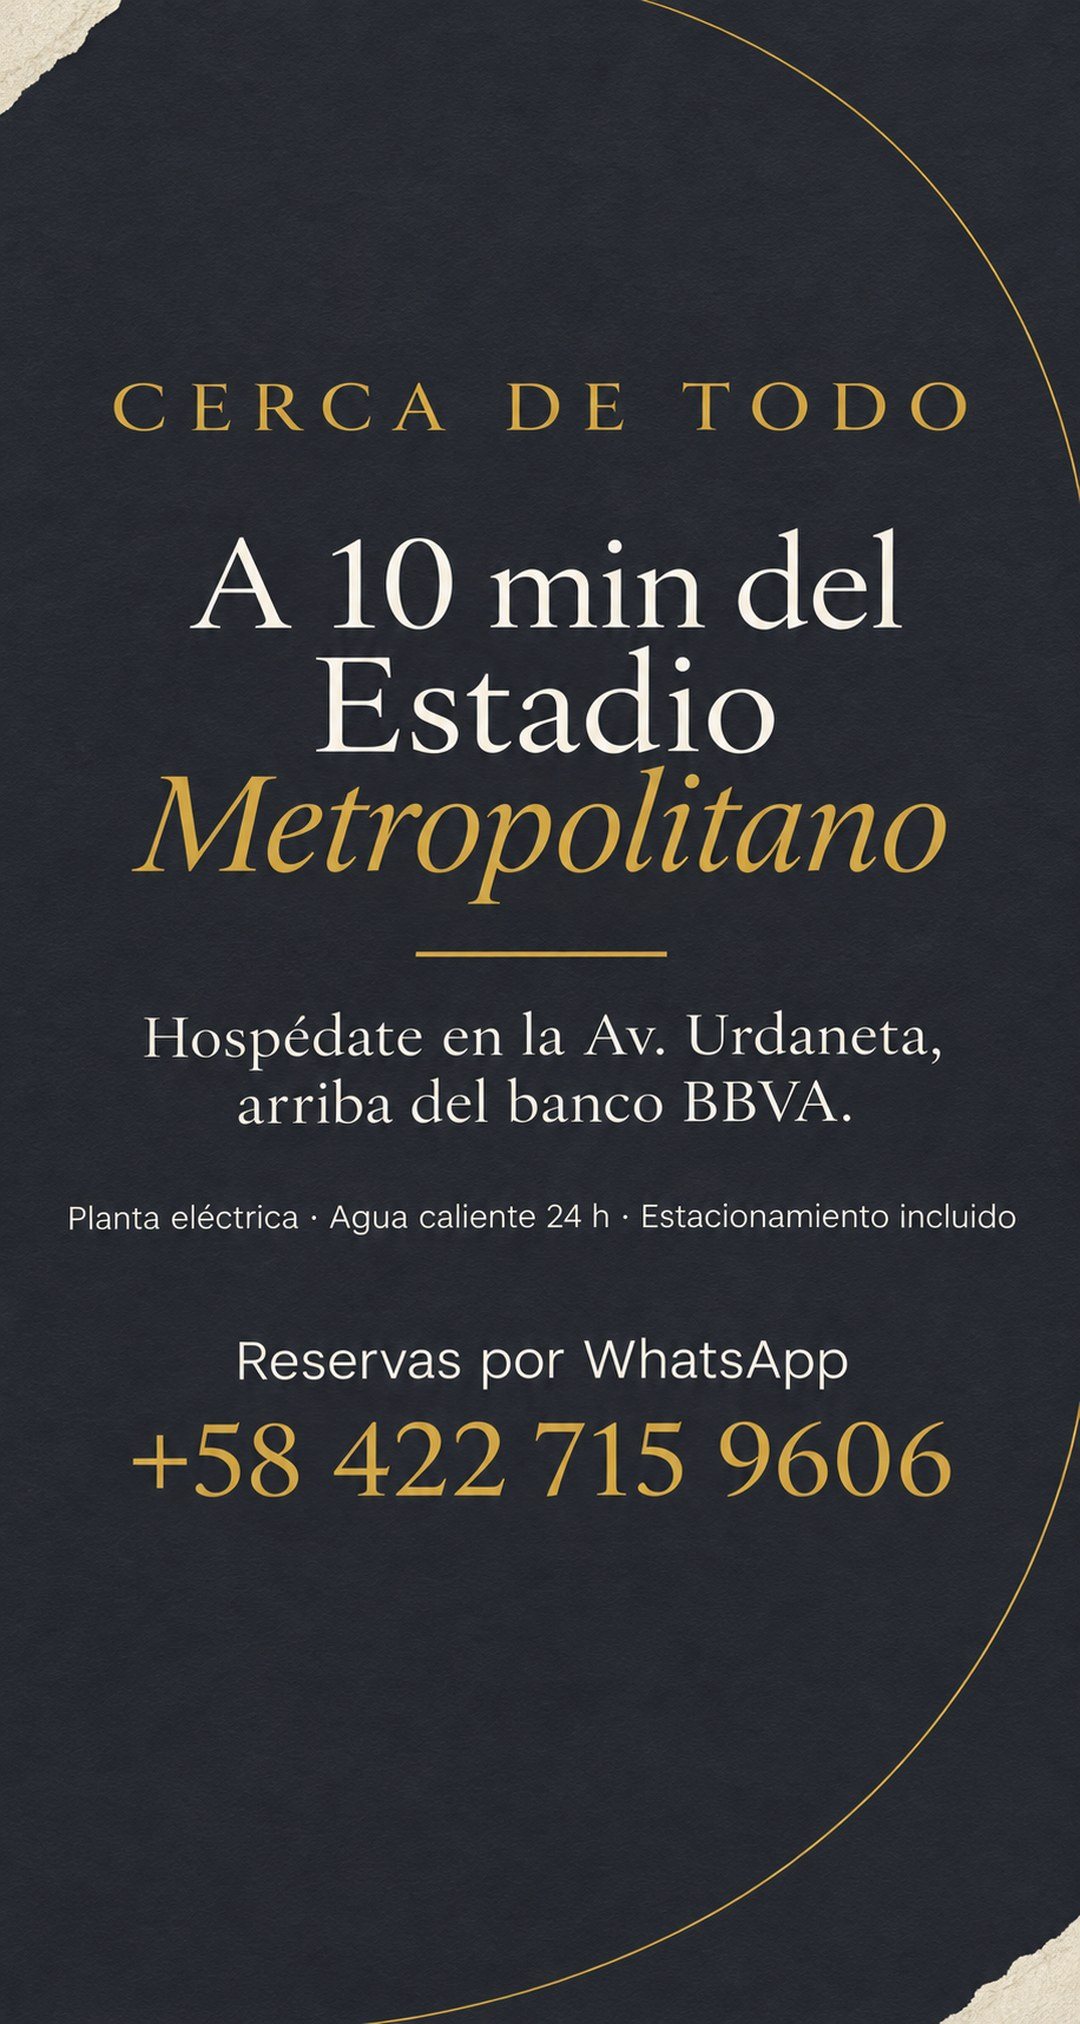 CERCA DE TODO
A 10 min del
Estadio
Metropolitano
Hospédate en la Av. Urdaneta,
arriba del banco BBVA.
Planta eléctrica · Agua caliente 24 h · Estacionamiento incluido
Reservas por WhatsApp
+58 422 715 9606